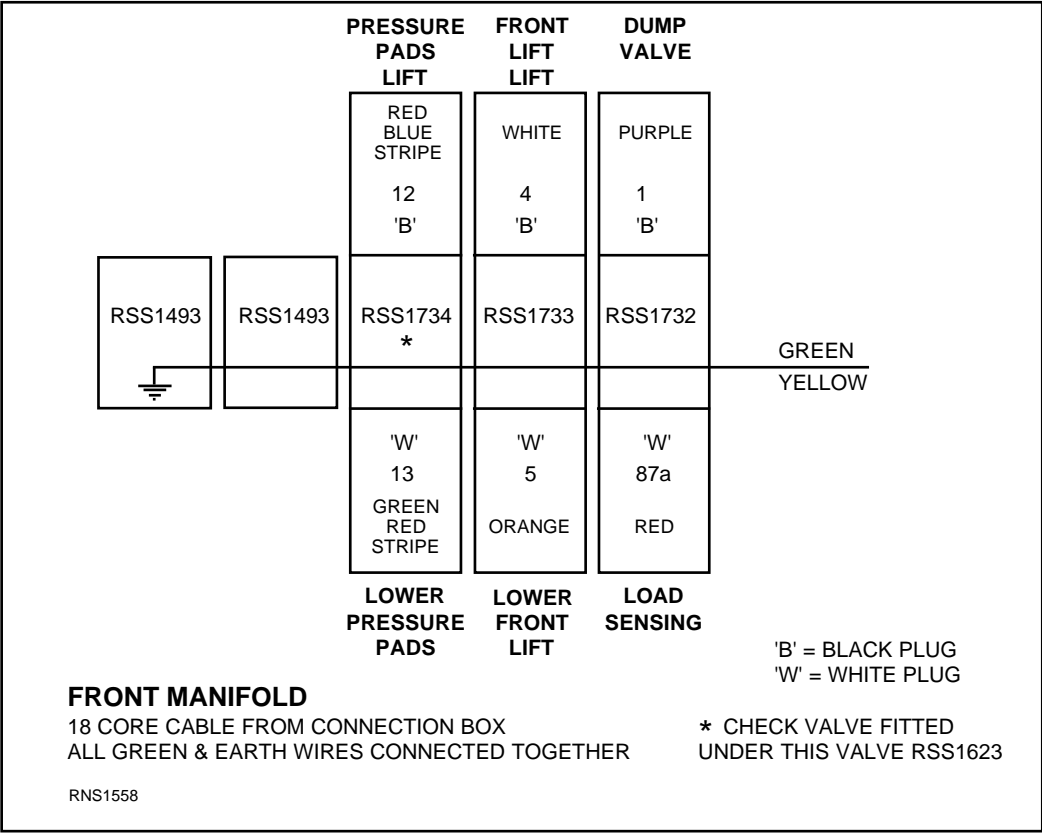 PRESSURE
PADS
LIFT
FRONT
LIFT
LIFT
DUMP
VALVE
RED
BLUE
STRIPE
12
'B'
WHITE
4
'B'
PURPLE
1
'B'
RSS1493
RSS1493
RSS1734
*
RSS1733
RSS1732
GREEN
YELLOW
'W'
13
GREEN
RED
STRIPE
'W'
5
ORANGE
'W'
87a
RED
LOWER
PRESSURE
PADS
LOWER
FRONT
LIFT
LOAD
SENSING
'B' = BLACK PLUG
'W' = WHITE PLUG
FRONT MANIFOLD
18 CORE CABLE FROM CONNECTION BOX
ALL GREEN & EARTH WIRES CONNECTED TOGETHER
* CHECK VALVE FITTED
UNDER THIS VALVE RSS1623
RNS1558